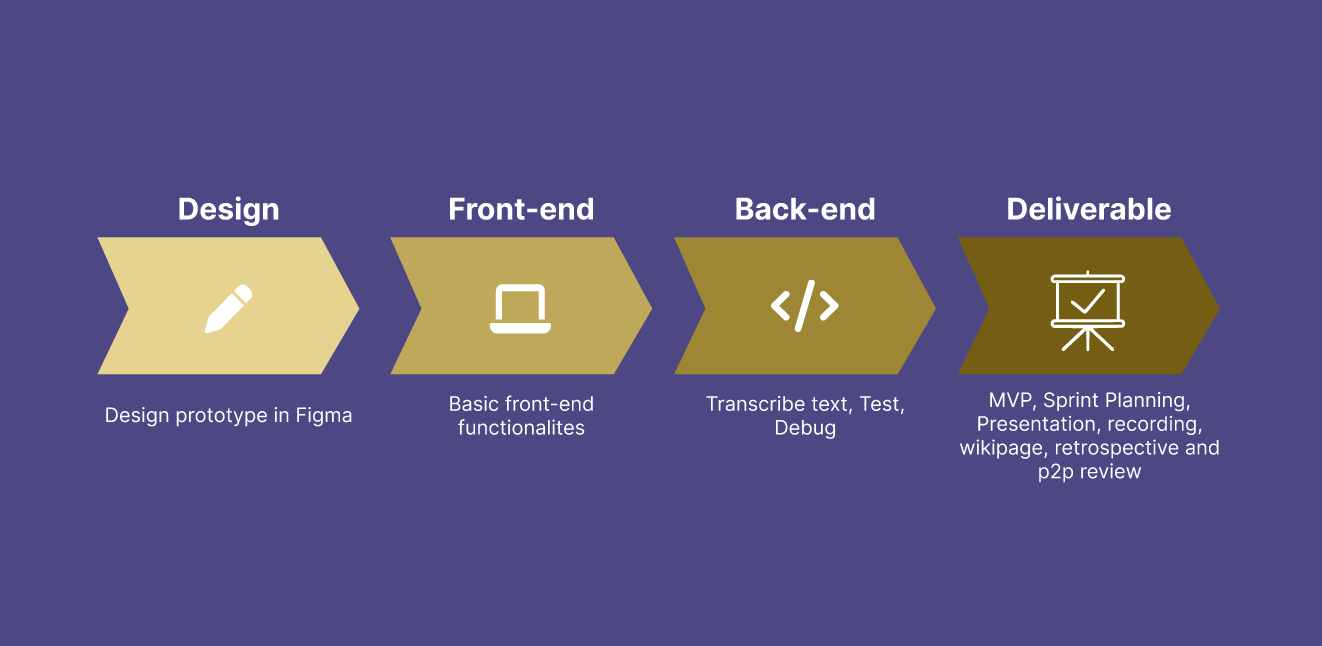 Design
Front-end
Back-end
Deliverable
Design prototype in Figma
Basic front-end
functionalites
Transcribe text, Test,
Debug
MVP, Sprint Planning,
Presentation, recording,
wikipage, retrospective and
p2p review